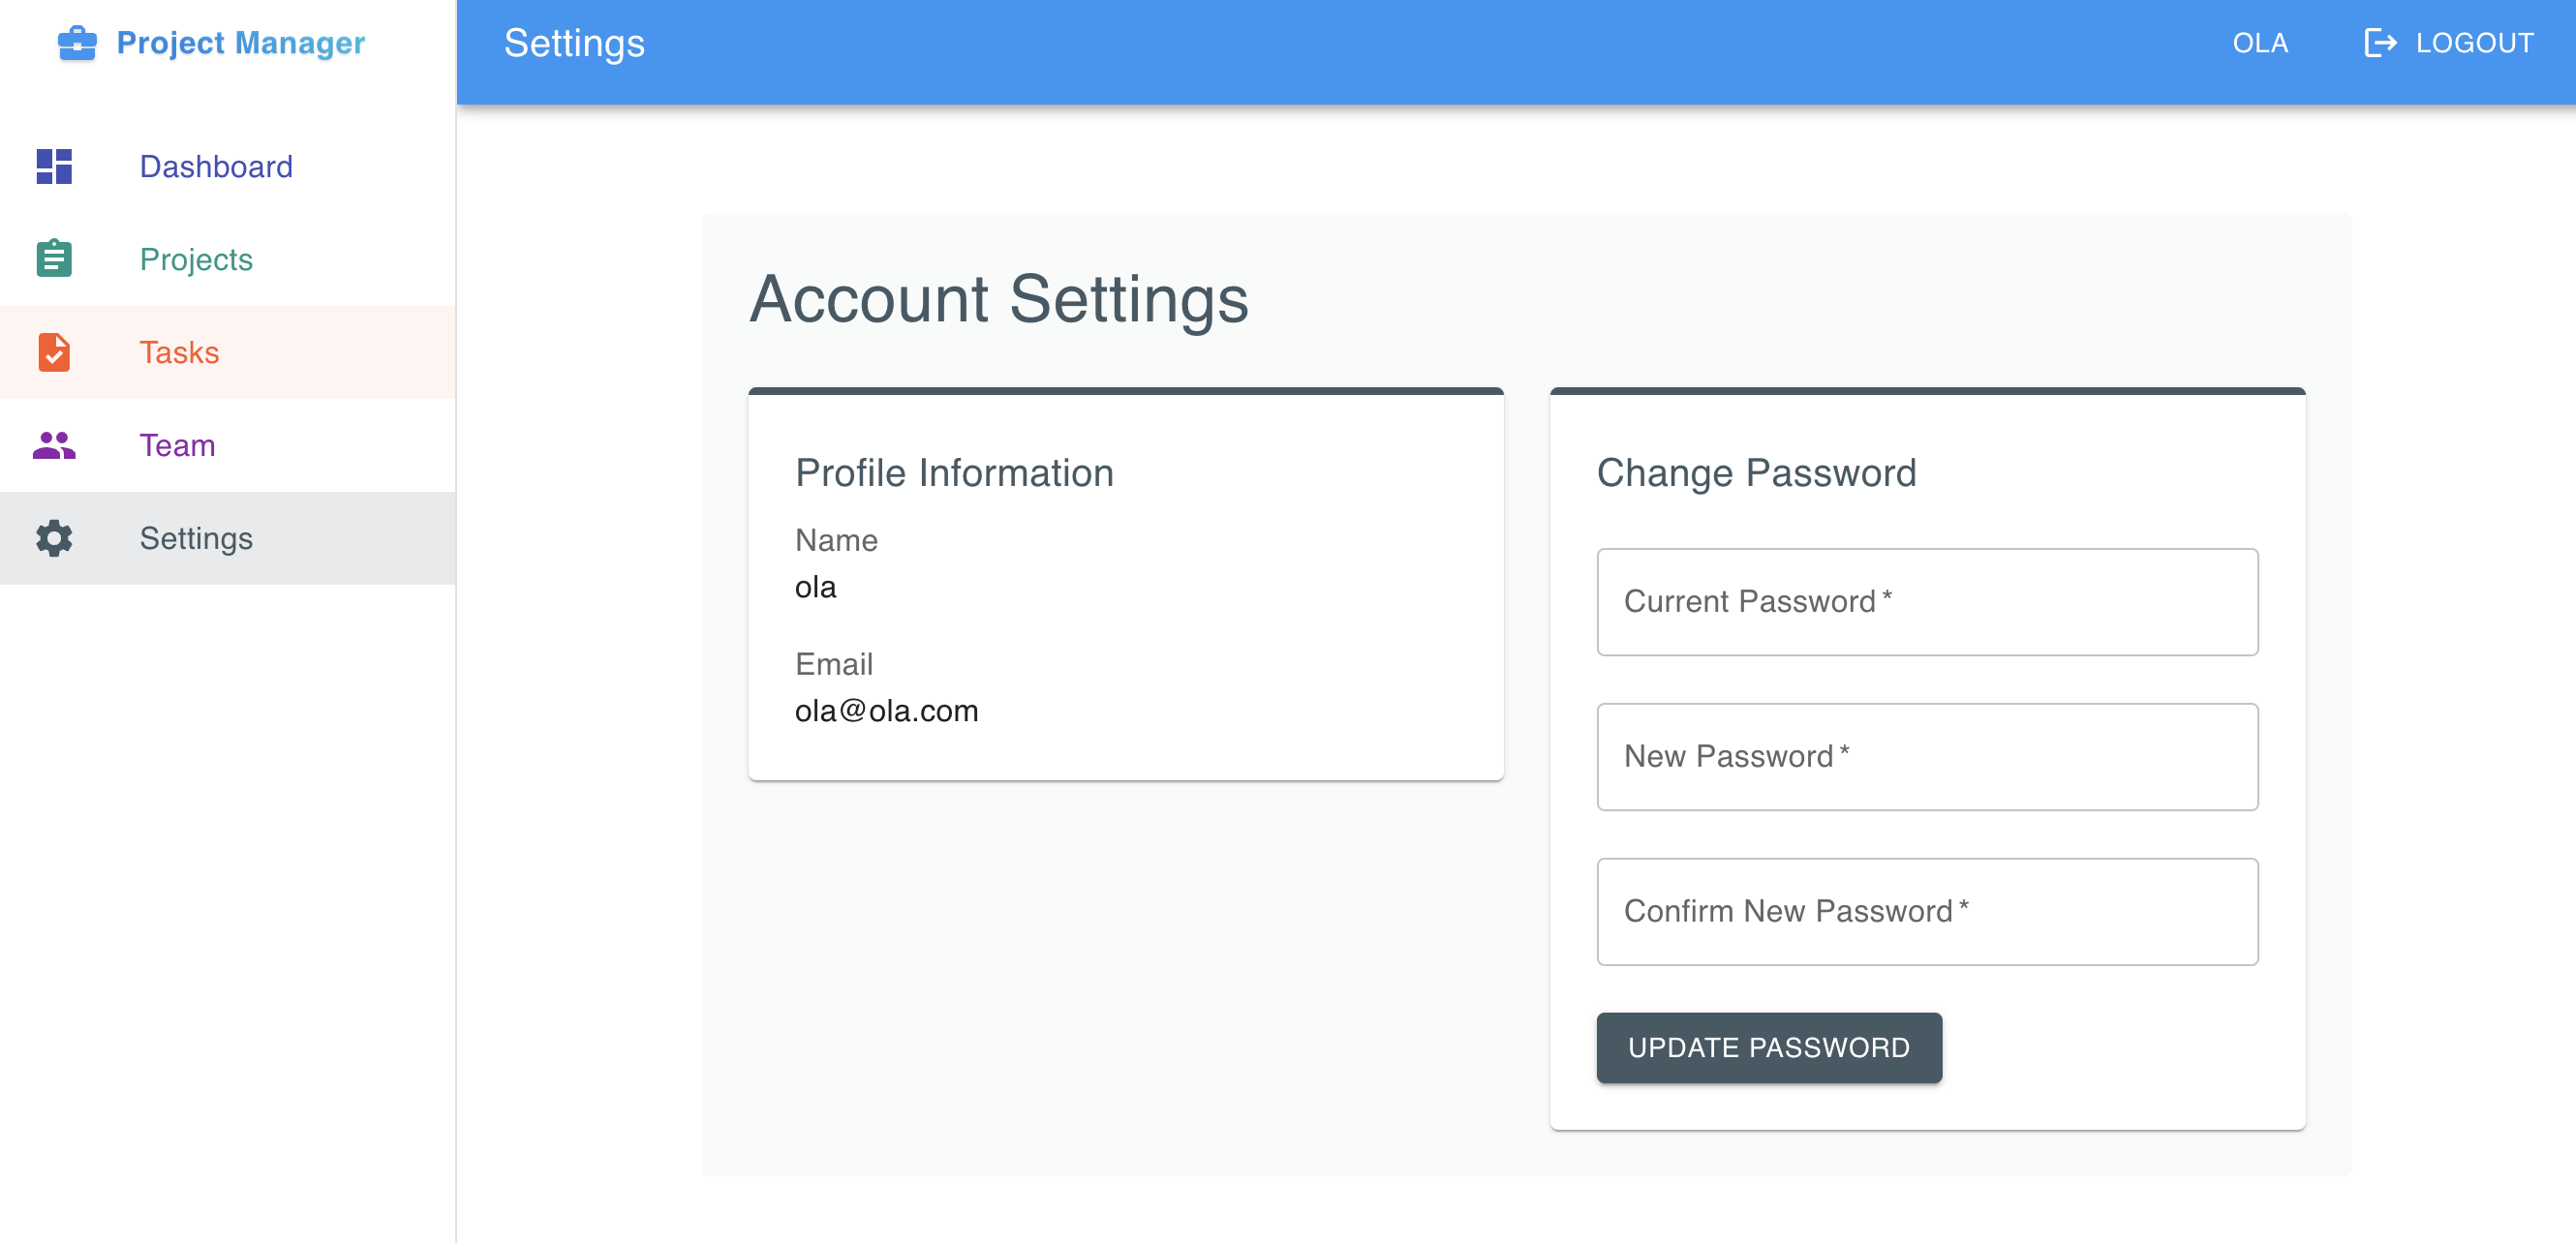 Project Manager
Settings
OLA
LOGOUT
Dashboard
Projects
Tasks
Team
Settings
Account Settings
Profile Information
Name
ola
Email
ola@ola.com
Change Password
Current Password *
New Password *
Confirm New Password *
UPDATE PASSWORD